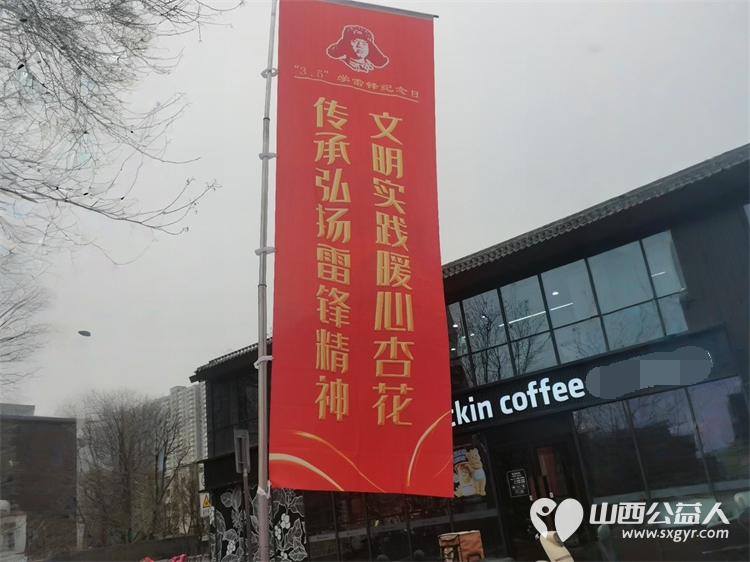 "3.5"学雷锋纪念日
文明实践暖心杏花
传承弘扬雷锋精神
ckin coffee
山西公益人
www.sxgyr.com